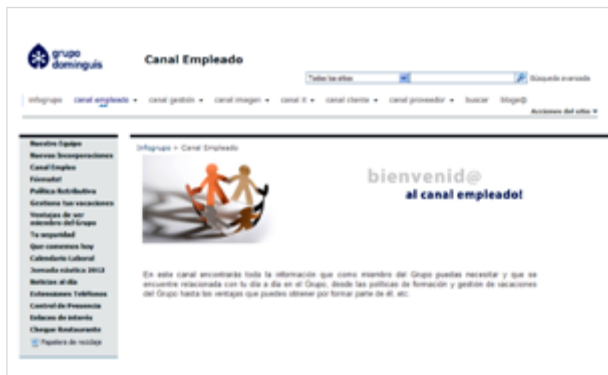 grupo
dominguis
Canal Empleado
Todos los sitios
Búsqueda avanzada
infogrupo canal empleado canal gestión canal imagen canal it canal cliente canal proveedor buscar blogs@
Acciones del sitio
Nuestro Equipo
Nuevas Incorporaciones
Canal Empleo
Fórmate!
Política Retributiva
Gestiona tus vacaciones
Ventajas de ser
miembro del Grupo
Tu seguridad
Que comemos hoy
Calendario Laboral
Jornada náutica 2012
Noticias al día
Extensiones Teléfonos
Control de Presencia
Enlaces de interés
Cheque Restaurante
Papelera de reciclaje
Infogrupo > Canal Empleado
bienvenid@
al canal empleado!
En este canal encontrarás toda la información que como miembro del Grupo puedas necesitar y que se
encuentre relacionada con tu día a día en el Grupo, desde las políticas de formación y gestión de vacaciones
del Grupo hasta las ventajas que puedes obtener por formar parte de él, etc.